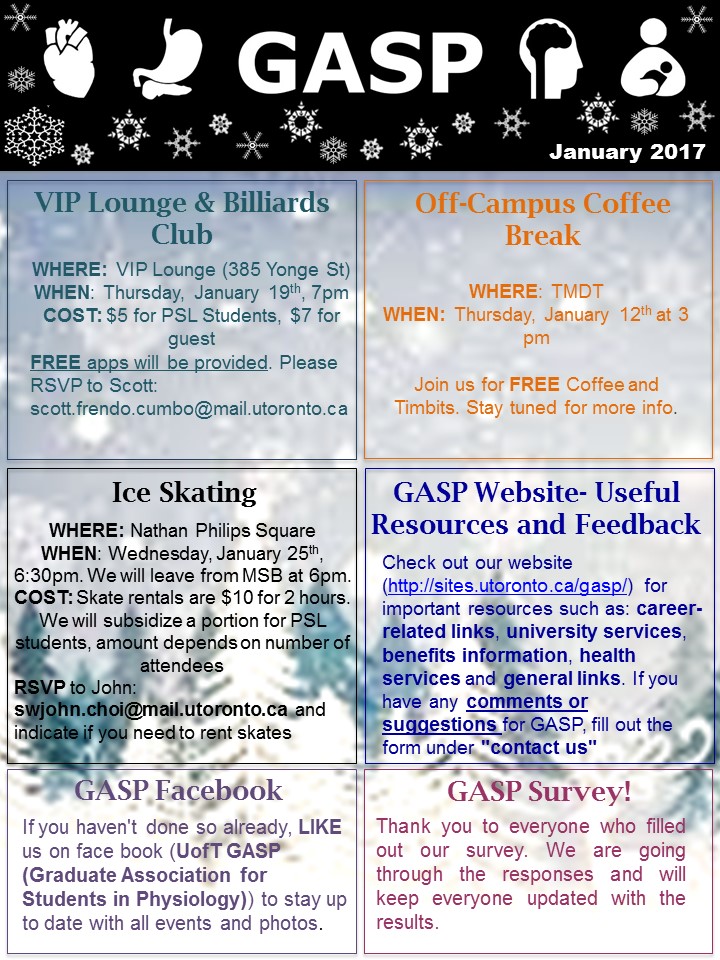 GASP
January 2017
VIP Lounge & Billiards
Club
WHERE: VIP Lounge (385 Yonge St)
WHEN: Thursday, January 19th, 7pm
COST: $5 for PSL Students, $7 for
guest
FREE apps will be provided. Please
RSVP to Scott:
scott.frendo.cumbo@mail.utoronto.ca
Off-Campus Coffee
Break
WHERE: TMDT
WHEN: Thursday, January 12th at 3
pm
Join us for FREE Coffee and
Timbits. Stay tuned for more info.
Ice Skating
WHERE: Nathan Philips Square
WHEN: Wednesday, January 25th,
6:30pm. We will leave from MSB at 6pm.
COST: Skate rentals are $10 for 2 hours.
We will subsidize a portion for PSL
students, amount depends on number of
attendees
RSVP to John:
swjohn.choi@mail.utoronto.ca and
indicate if you need to rent skates
GASP Website- Useful
Resources and Feedback
Check out our website
(http://sites.utoronto.ca/gasp/) for
important resources such as: career-
related links, university services,
benefits information, health
services and general links. If you
have any comments or
suggestions for GASP, fill out the
form under "contact us"
GASP Facebook
If you haven't done so already, LIKE
us on face book (UofT GASP
(Graduate Association for
Students in Physiology)) to stay up
to date with all events and photos.
GASP Survey!
Thank you to everyone who filled
out our survey. We are going
through the responses and will
keep everyone updated with the
results.